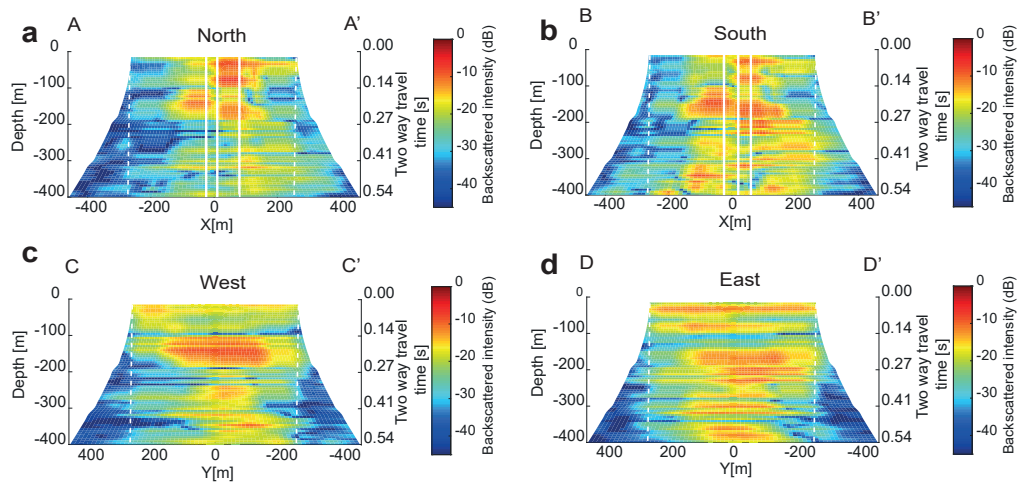 a
A
North
A'
0
-100
-200
-300
-400
Depth [m]
-400
200
0
200
-400
X[m]
0.00
0.14
0.27
0.41
0.54
Two way travel
time [s]
0
-10
-20
-30
-40
Backscattered intensity (dB)
b
B
South
B'
0
-100
-200
-300
-400
Depth [m]
-400
-200
0
200
400
X[m]
0.00
0.14
0.27
0.41
0.54
Two way travel
time [s]
0
-10
-20
-30
-40
Backscattered intensity (dB)
c
C
West
C'
0
-100
-200
-300
-400
Depth [m]
400
200
0
-200
-400
Y[m]
0.00
0.14
0.27
0.41
0.54
Two way travel
time [s]
0
-10
-20
-30
-40
Backscattered intensity (dB)
d
D
East
D'
0
-100
-200
-300
-400
Depth [m]
400
200
0
-200
-400
Y[m]
0.00
0.14
0.27
0.41
0.54
Two way travel
time [s]
0
-10
-20
-30
-40
Backscattered intensity (dB)